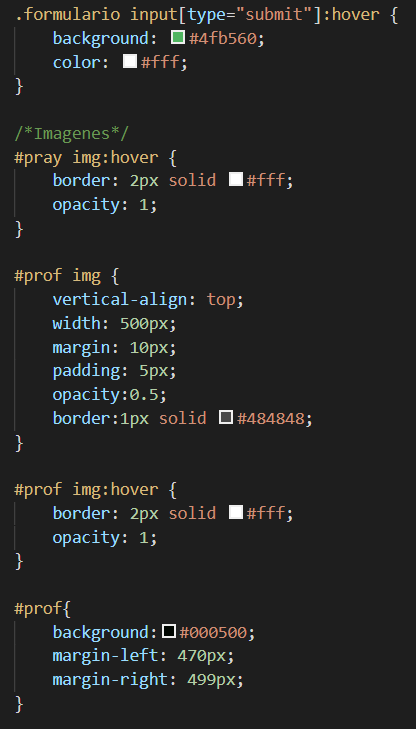 .formulario input[type="submit"]:hover {
    background: #4fb560;
    color: #fff;
}

/*Imagenes*/
#pray img:hover {
    border: 2px solid #fff;
    opacity: 1;
}

#prof img {
    vertical-align: top;
    width: 500px;
    margin: 10px;
    padding: 5px;
    opacity:0.5;
    border:1px solid #484848;
}

#prof img:hover {
    border: 2px solid #fff;
    opacity: 1;
}

#prof{
    background:#000500;
    margin-left: 470px;
    margin-right: 499px;
}